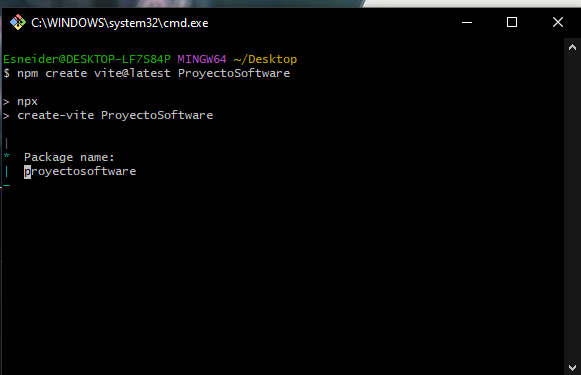 C:\WINDOWS\system32\cmd.exe
Esneider@DESKTOP-LF7S84P MINGW64 ~/Desktop
$ npm create vite@latest ProyectoSoftware
> npx
> create-vite ProyectoSoftware
|
* Package name:
| proyectosoftware
—